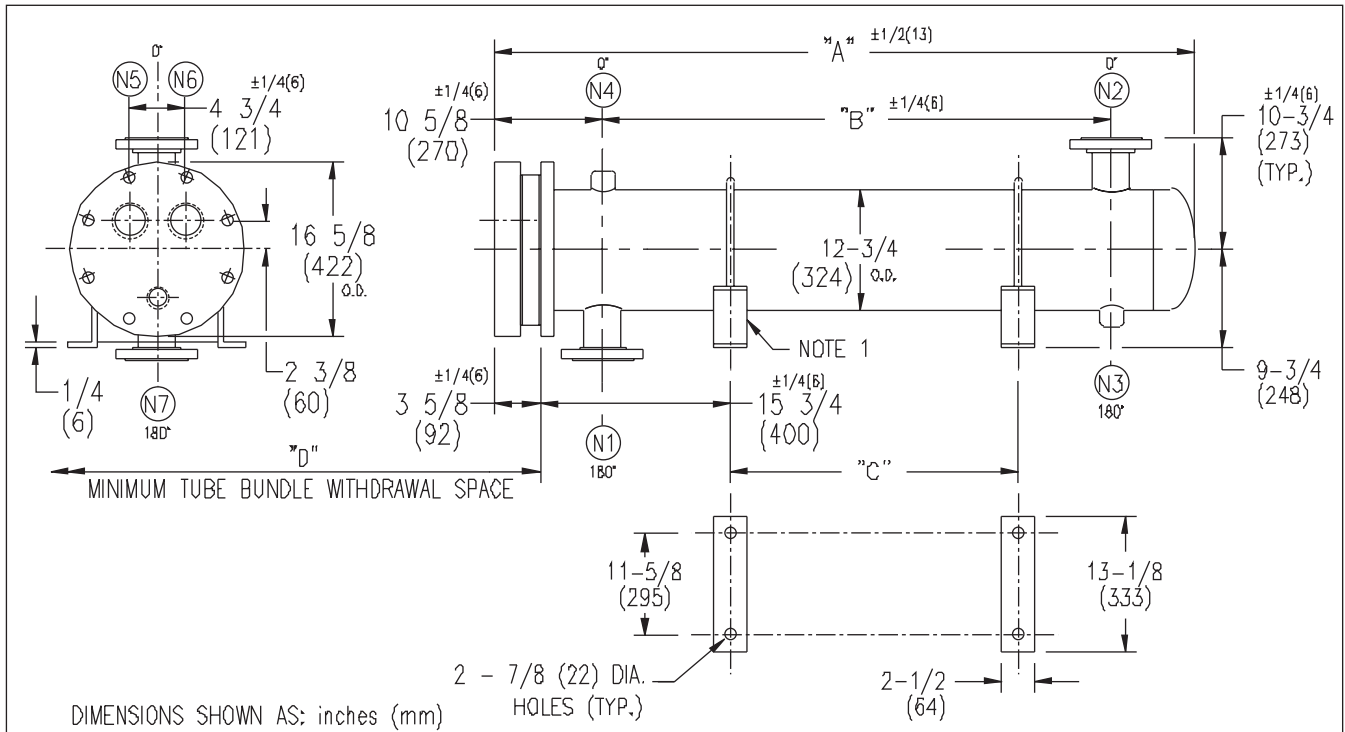 0°
N5
N6
±1/4(6)
4 3/4
(121)
16 5/8
(422)
O.D.
2 3/8
(60)
1/4
(6)
N7
180°
"D"
MINIMUM TUBE BUNDLE WITHDRAWAL SPACE
"A" ±1/2(13)
±1/4(6)
10 5/8
(270)
0°
N4
"B" ±1/4(6)
0°
N2
±1/4(6)
10-3/4
(273)
(TYP.)
12-3/4
(324) O.D.
NOTE 1
±1/4(6)
3 5/8
(92)
N1
180°
±1/4(6)
15 3/4
(400)
N3
180°
9-3/4
(248)
"C"
11-5/8
(295)
13-1/8
(333)
2 - 7/8 (22) DIA.
HOLES (TYP.)
2-1/2
(64)
DIMENSIONS SHOWN AS: inches (mm)